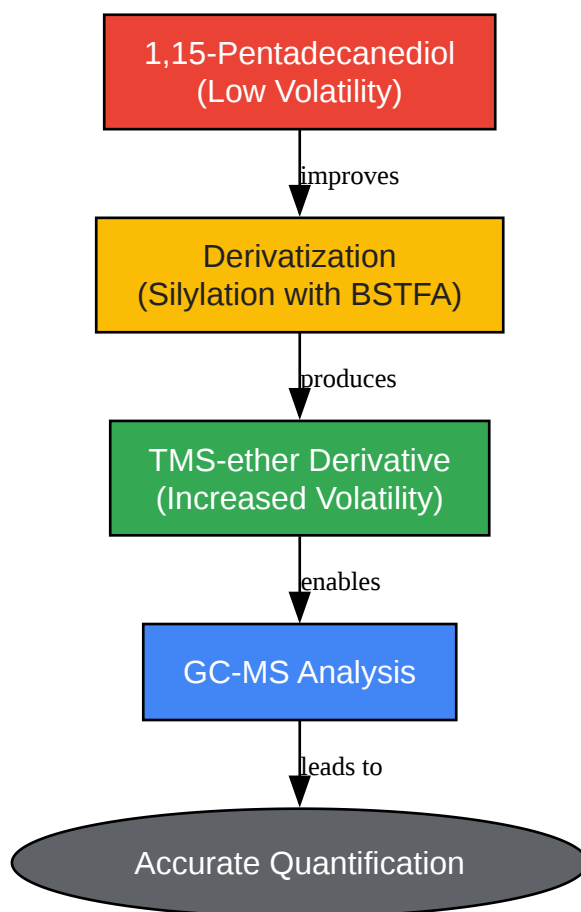 1,15-Pentadecanediol
(Low Volatility)
improves
Derivatization
(Silylation with BSTFA)
produces
TMS-ether Derivative
(Increased Volatility)
enables
GC-MS Analysis
leads to
Accurate Quantification